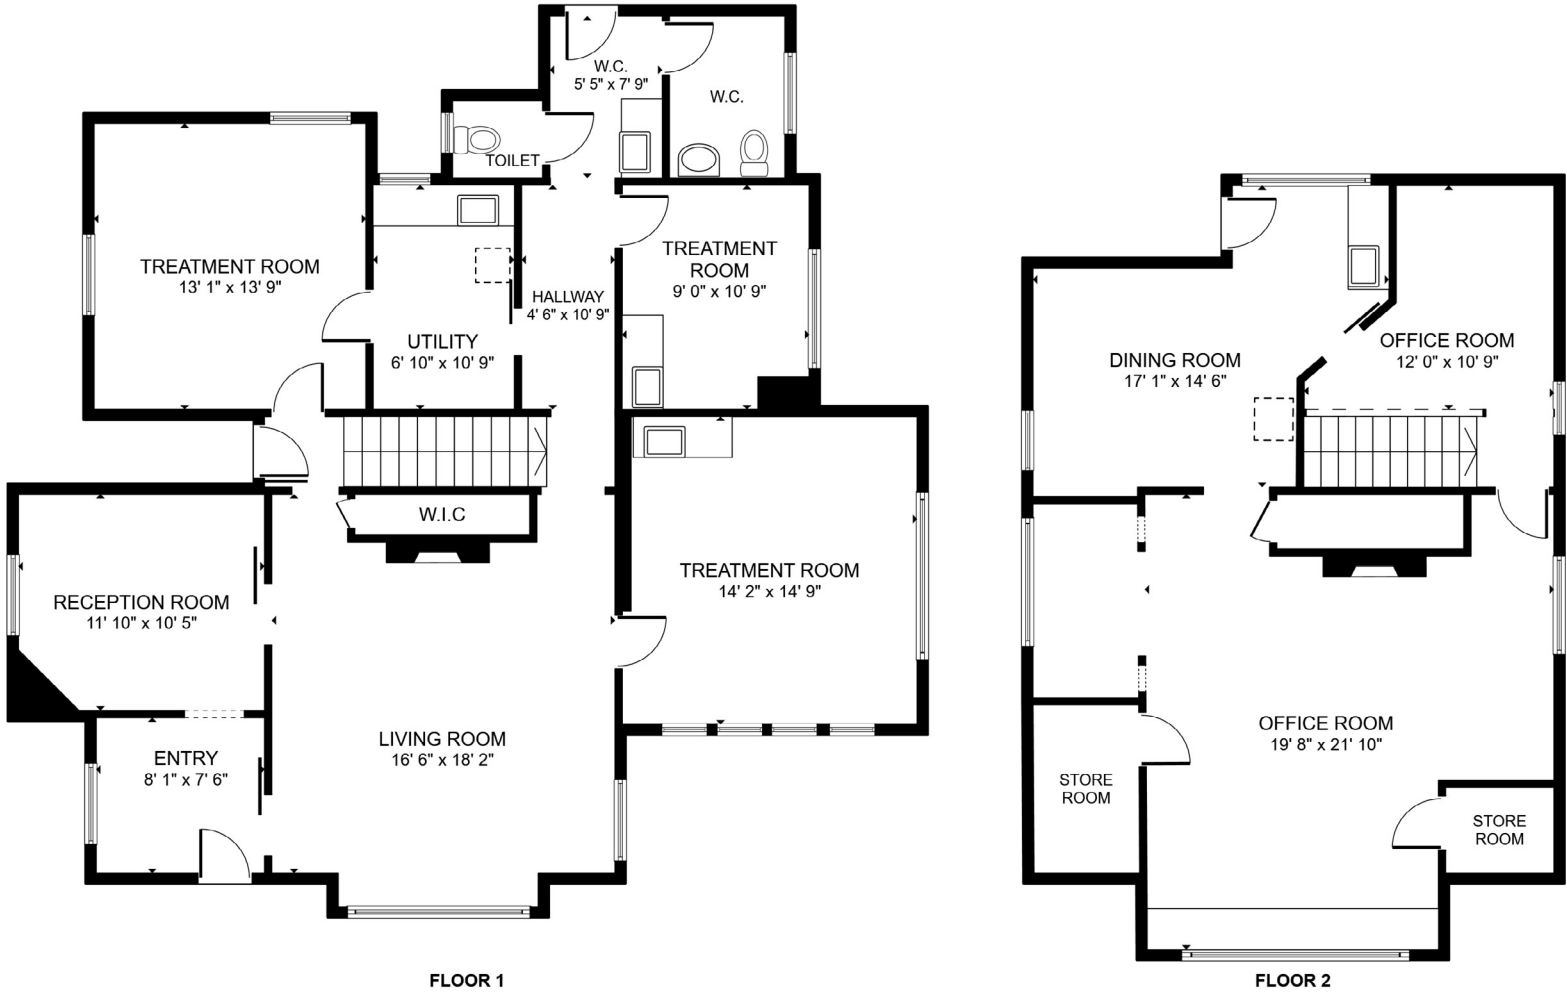 W.C.
5' 5" x 7' 9"
W.C.
TOILET
TREATMENT ROOM
13' 1" x 13' 9"
UTILITY
6' 10" x 10' 9"
HALLWAY
4' 6" x 10' 9"
TREATMENT
ROOM
9' 0" x 10' 9"
W.I.C
RECEPTION ROOM
11' 10" x 10' 5"
TREATMENT ROOM
14' 2" x 14' 9"
LIVING ROOM
16' 6" x 18' 2"
ENTRY
8' 1" x 7' 6"
FLOOR 1
DINING ROOM
17' 1" x 14' 6"
OFFICE ROOM
12' 0" x 10' 9"
OFFICE ROOM
19' 8" x 21' 10"
STORE
ROOM
STORE
ROOM
FLOOR 2